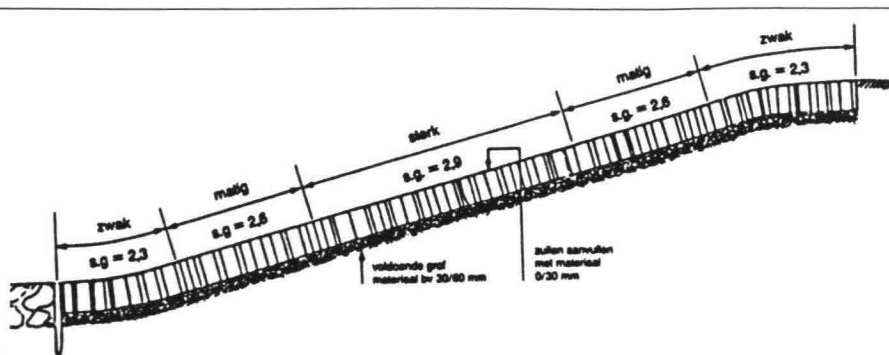 zwak
s.g. = 2,3
matig
s.g. = 2,6
sterk
s.g. = 2,9
matig
s.g. = 2,6
zwak
s.g = 2,3
voldoende grof
materiaal bv 30/60 mm
zuilen aanvullen
met materiaal
0/30 mm